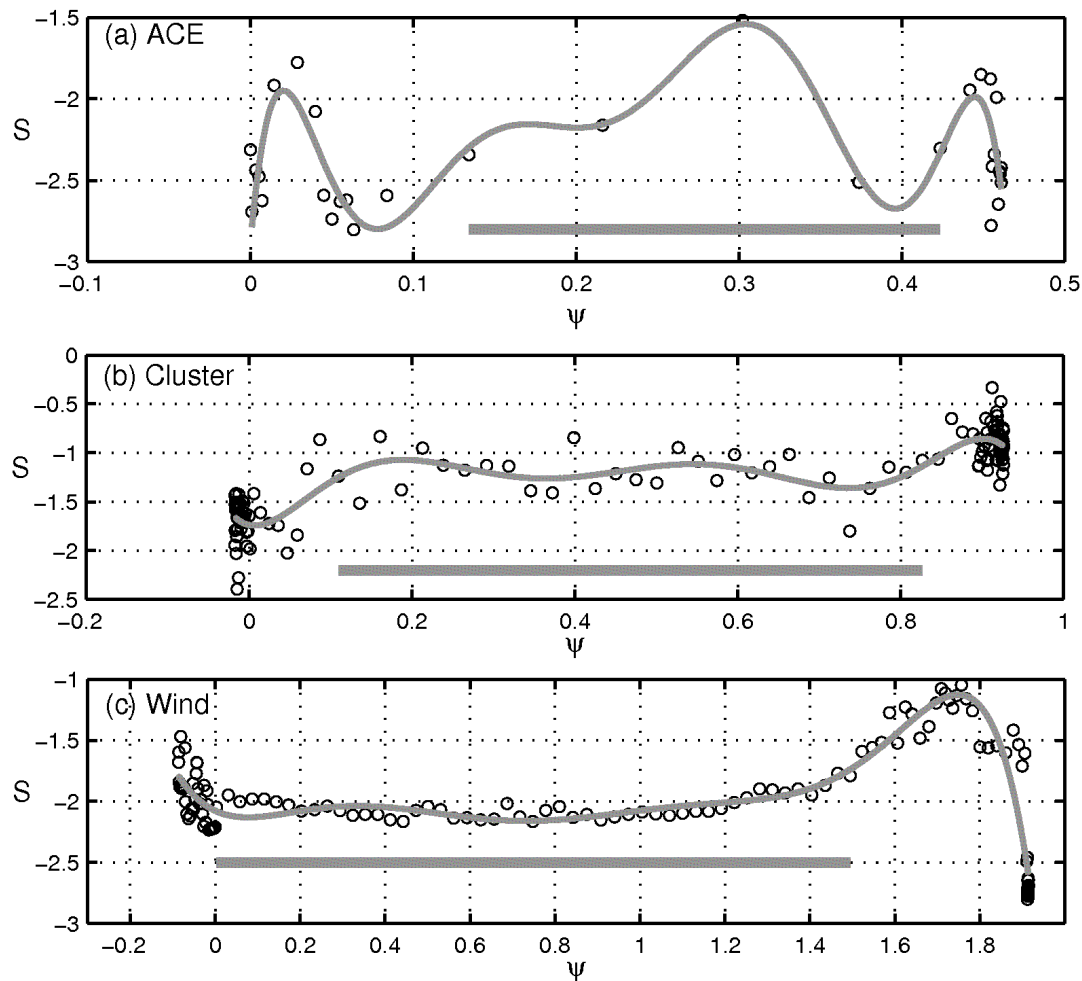 (a) ACE
S
−1.5
−2
−2.5
−3
−0.1 0 0.1 0.2 0.3 0.4 0.5
ψ
(b) Cluster
S
0
−0.5
−1
−1.5
−2
−2.5
−0.2 0 0.2 0.4 0.6 0.8 1
ψ
(c) Wind
S
−1
−1.5
−2
−2.5
−3
−0.2 0 0.2 0.4 0.6 0.8 1 1.2 1.4 1.6 1.8
ψ